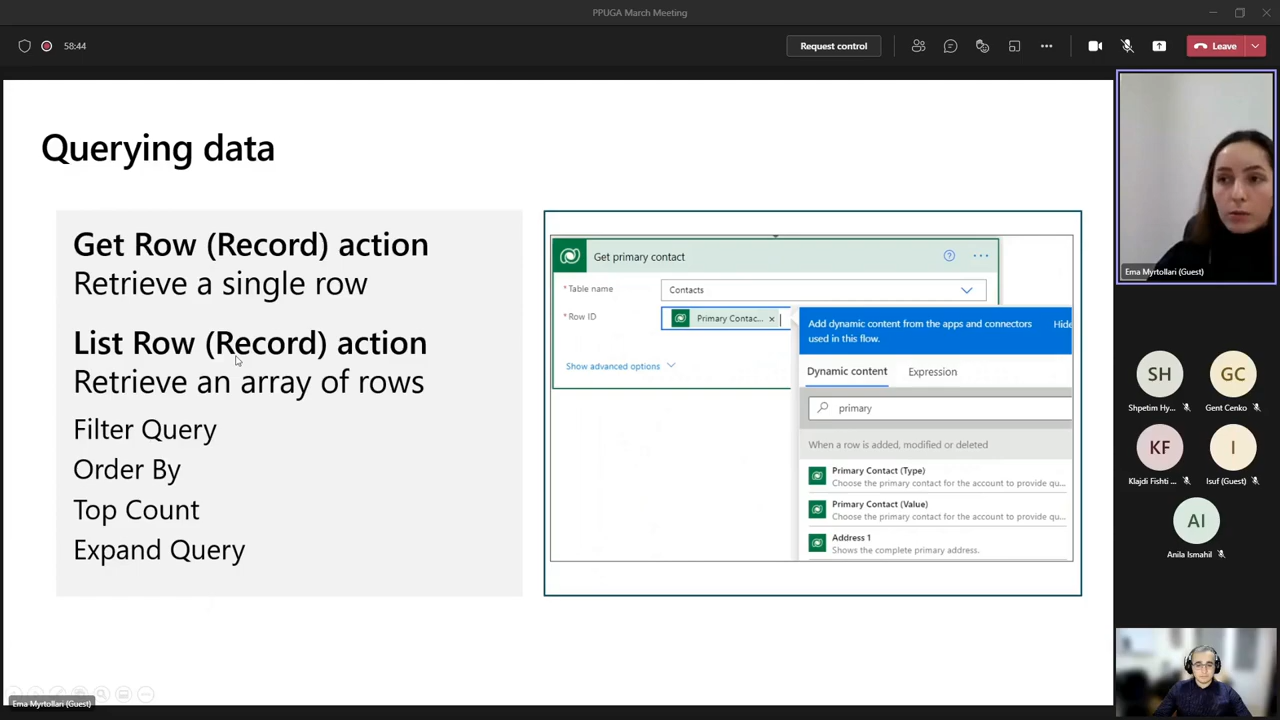 PPUGA March Meeting
58:44
Request control
Leave
Querying data
Get Row (Record) action
Retrieve a single row
List Row (Record) action
Retrieve an array of rows
Filter Query
Order By
Top Count
Expand Query
Get primary contact
* Table name
Contacts
* Row ID
Primary Contac...
Show advanced options
Add dynamic content from the apps and connectors
used in this flow.
Hide
Dynamic content
Expression
primary
When a row is added, modified or deleted
Primary Contact (Type)
Choose the primary contact for the account to provide qu...
Primary Contact (Value)
Choose the primary contact for the account to provide qu...
Address 1
Shows the complete primary address.
Ema Myrtollari (Guest)
SH
Shpetim Hy...
GC
Gent Cenko
KF
Klajdi Fishti ...
I
Isuf (Guest)
AI
Anila Ismahil
Ema Myrtollari (Guest)